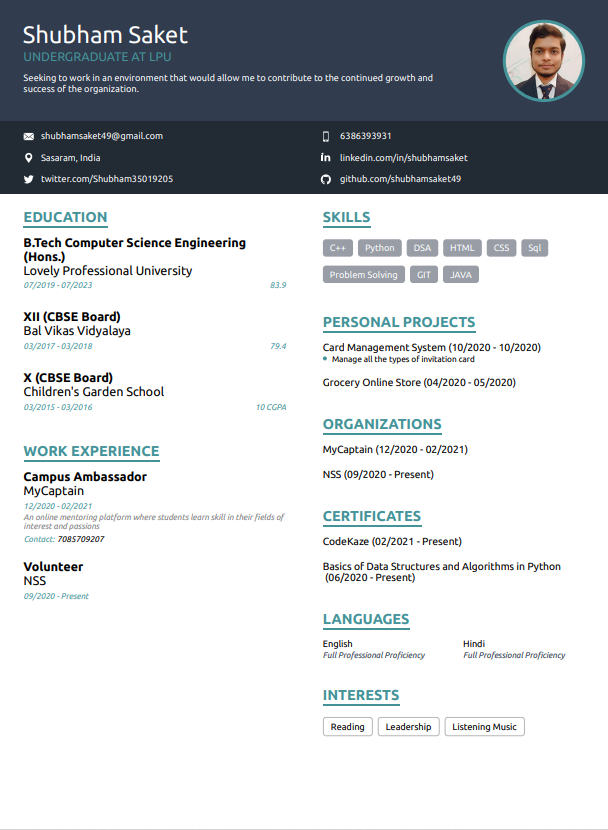 Shubham Saket
UNDERGRADUATE AT LPU
Seeking to work in an environment that would allow me to contribute to the continued growth and
success of the organization.
shubhamsaket49@gmail.com
6386393931
Sasaram, India
linkedin.com/in/shubhamsaket
twitter.com/Shubham35019205
github.com/shubhamsaket49
EDUCATION
B.Tech Computer Science Engineering
(Hons.)
Lovely Professional University
07/2019 - 07/2023 83.9
XII (CBSE Board)
Bal Vikas Vidyalaya
03/2017 - 03/2018 79.4
X (CBSE Board)
Children's Garden School
03/2015 - 03/2016 10 CGPA
WORK EXPERIENCE
Campus Ambassador
MyCaptain
12/2020 - 02/2021
An online mentoring platform where students learn skill in their fields of
interest and passions
Contact: 7085709207
Volunteer
NSS
09/2020 - Present
SKILLS
C++ Python DSA HTML CSS Sql
Problem Solving GIT JAVA
PERSONAL PROJECTS
Card Management System (10/2020 - 10/2020)
Manage all the types of invitation card
Grocery Online Store (04/2020 - 05/2020)
ORGANIZATIONS
MyCaptain (12/2020 - 02/2021)
NSS (09/2020 - Present)
CERTIFICATES
CodeKaze (02/2021 - Present)
Basics of Data Structures and Algorithms in Python
(06/2020 - Present)
LANGUAGES
English Hindi
Full Professional Proficiency Full Professional Proficiency
INTERESTS
Reading Leadership Listening Music